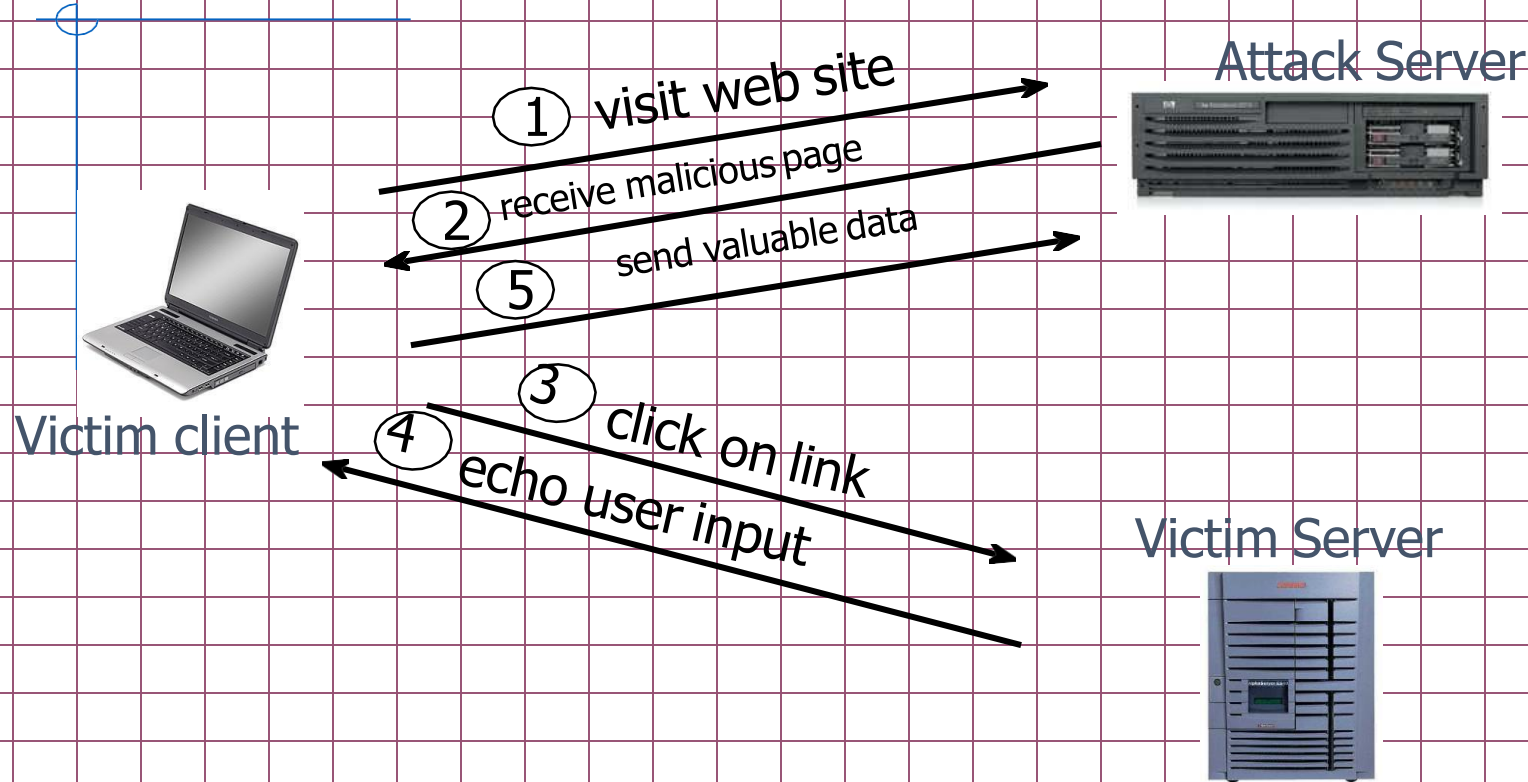 Attack Server
1 visit web site
2 receive malicious page
send valuable data
5
3 click on link
4 echo user input
Victim client
Victim Server